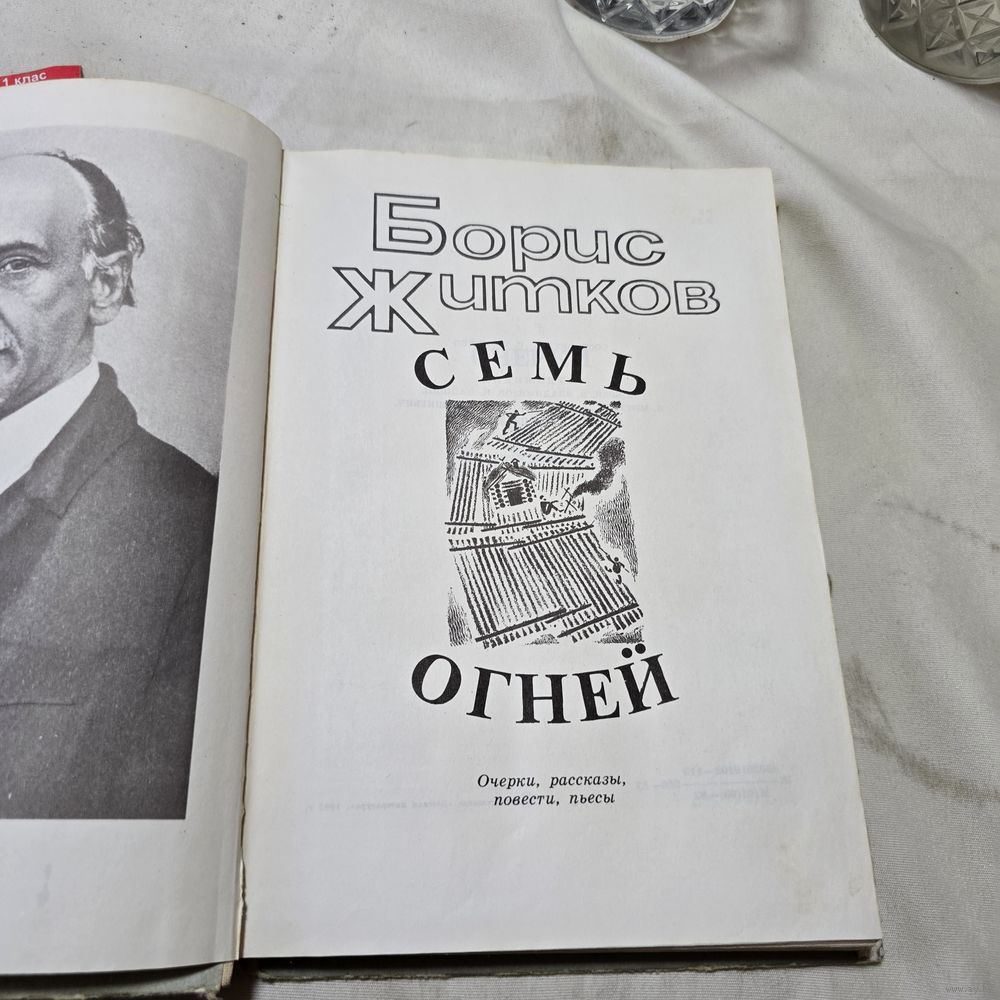 1 клас
Борис
Житков
СЕМЬ
ОГНЕЙ
Очерки, рассказы,
повести, пьесы